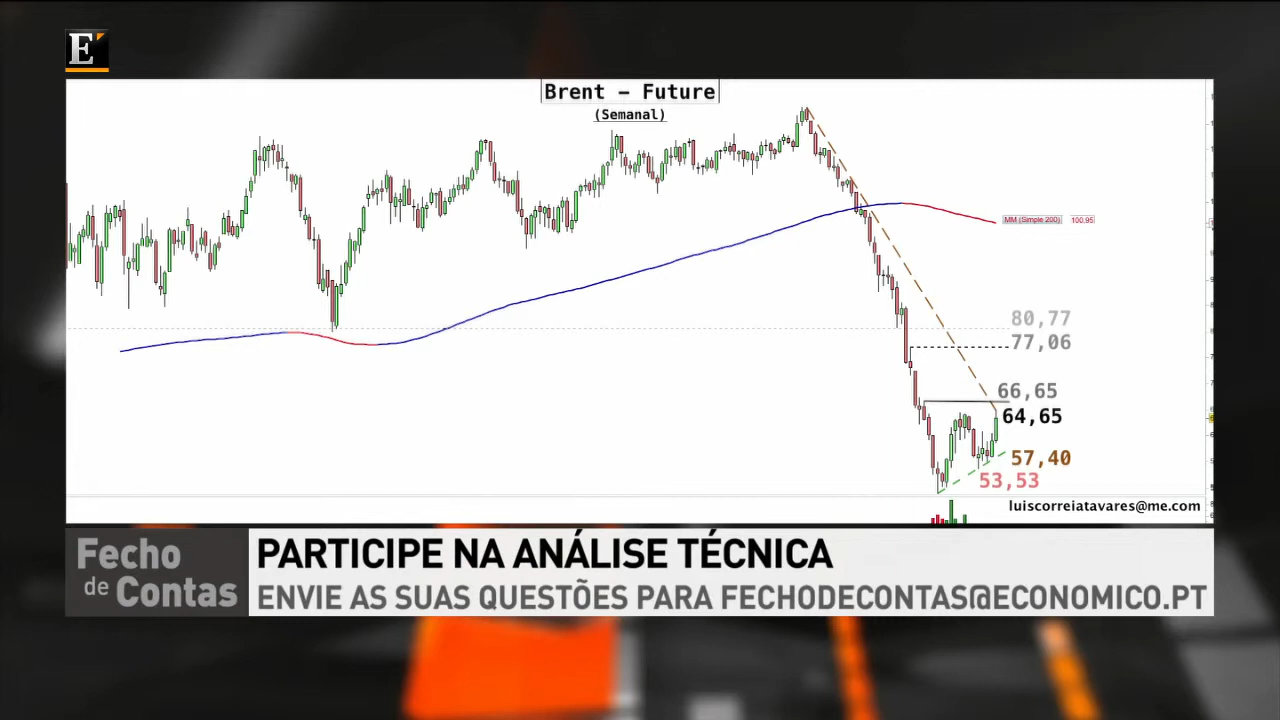 E´
Brent – Future
(Semanal)
MM (Simple 200) 100.95
80,77
77,06
66,65
64,65
57,40
53,53
luiscorreiatavares@me.com
Fecho
de Contas
PARTICIPE NA ANÁLISE TÉCNICA
ENVIE AS SUAS QUESTÕES PARA FECHODECONTAS@ECONOMICO.PT